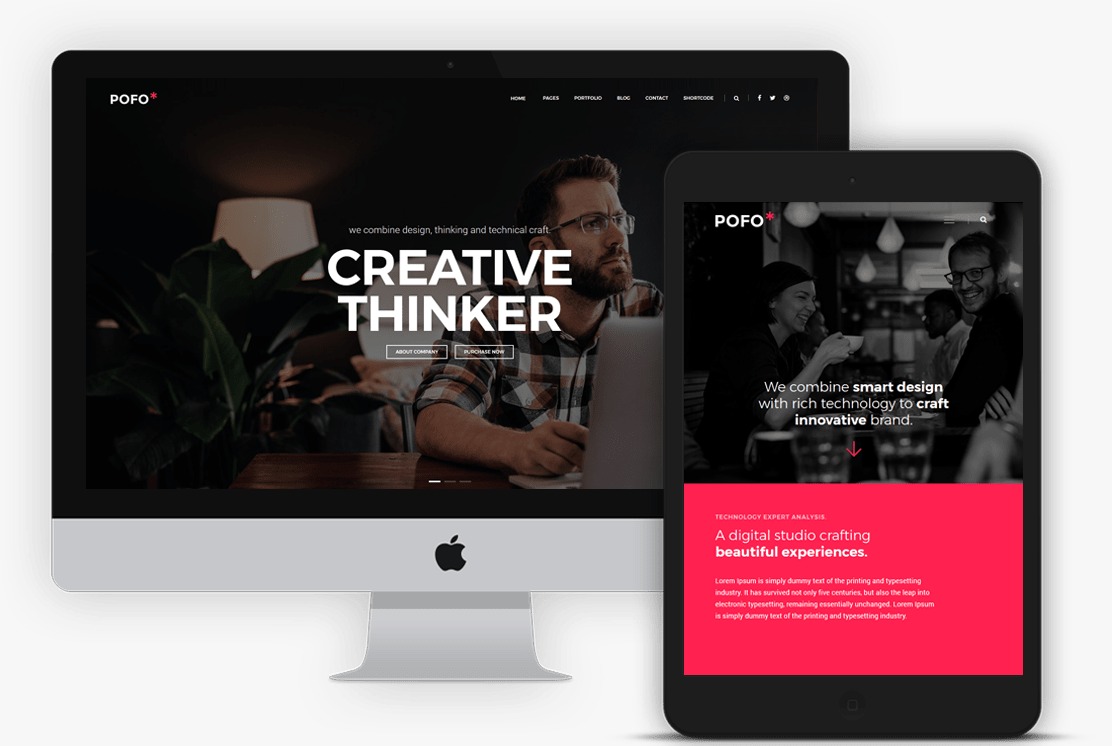 POFO*
HOME PAGES PORTFOLIO BLOG CONTACT SHORTCODE
we combine design, thinking and technical craft.
CREATIVE
THINKER
ABOUT COMPANY PURCHASE NOW
POFO*
We combine smart design
with rich technology to craft
innovative brand.
TECHNOLOGY EXPERT ANALYSIS.
A digital studio crafting
beautiful experiences.
Lorem Ipsum is simply dummy text of the printing and typesetting
industry. It has survived not only five centuries, but also the leap into
electronic typesetting, remaining essentially unchanged. Lorem Ipsum
is simply dummy text of the printing and typesetting industry.